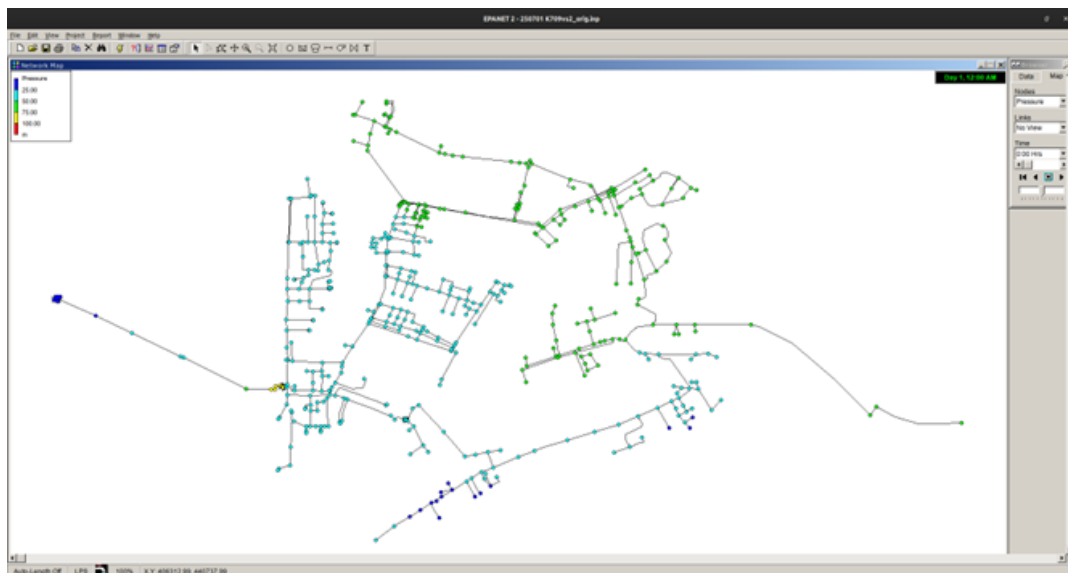 EPANET 2 - 250701 K709hrs2_orig.inp
File Edit View Project Report Window Help
Network Map
Pressure
25.00
50.00
75.00
100.00
m
Day 1, 12:00 AM
Data Map
Nodes
Pressure
Links
No View
Time
0:00 Hrs
Auto-Length Off LPS 100%